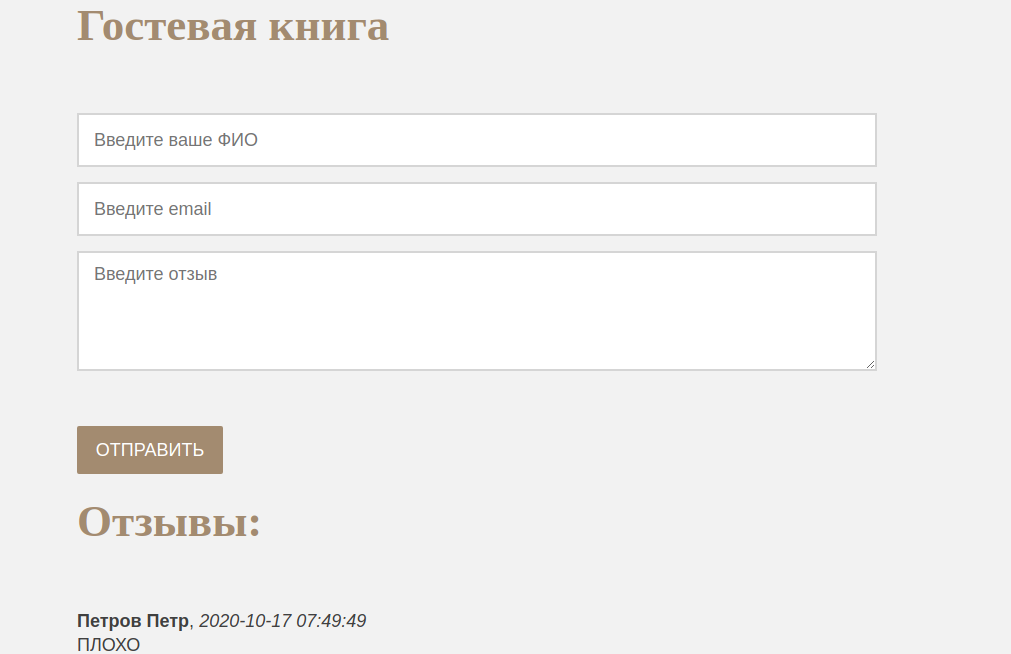 Гостевая книга
Введите ваше ФИО
Введите email
Введите отзыв
ОТПРАВИТЬ
Отзывы:
Петров Петр, 2020-10-17 07:49:49
ПЛОХО